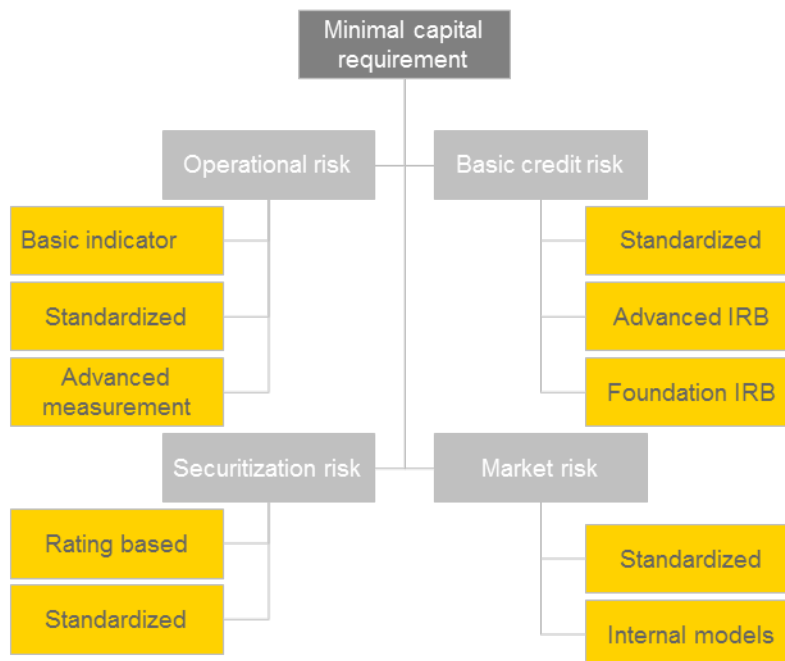 Minimal capital
requirement
Operational risk
Basic credit risk
Basic indicator
Standardized
Standardized
Advanced IRB
Advanced
measurement
Foundation IRB
Securitization risk
Market risk
Rating based
Standardized
Standardized
Internal models